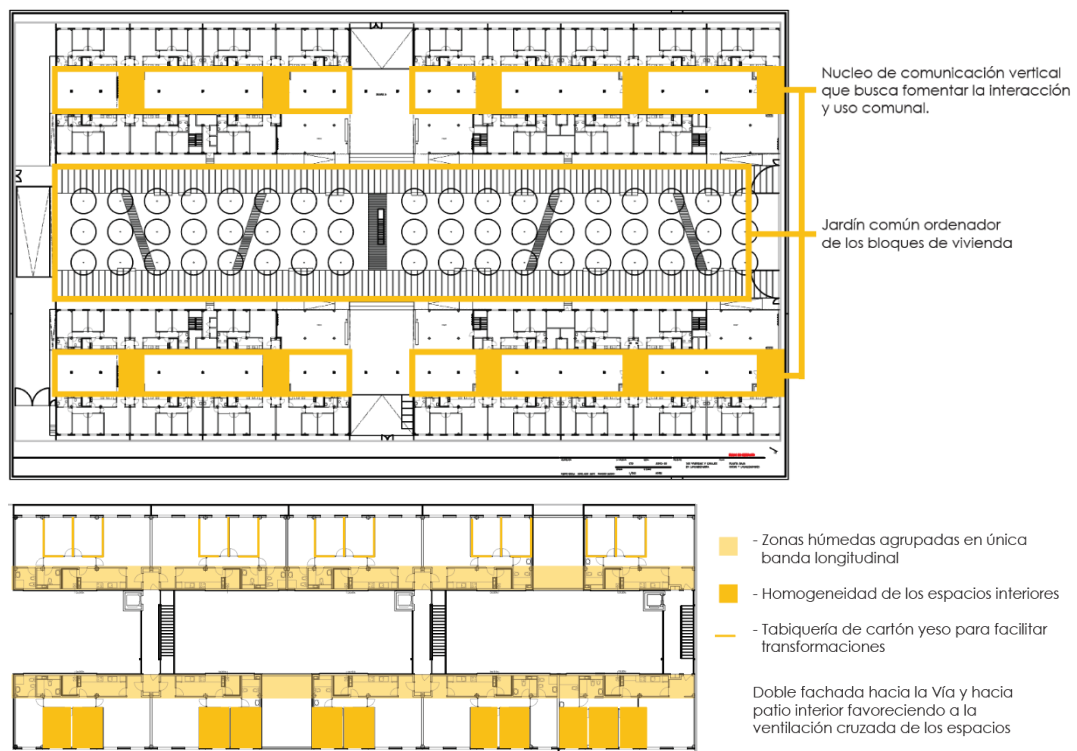 Nucleo de comunicación vertical
que busca fomentar la interacción
y uso comunal.
Jardín común ordenador
de los bloques de vivienda
- Zonas húmedas agrupadas en única
banda longitudinal
- Homogeneidad de los espacios interiores
- Tabiquería de cartón yeso para facilitar
transformaciones
Doble fachada hacia la Vía y hacia
patio interior favoreciendo a la
ventilación cruzada de los espacios